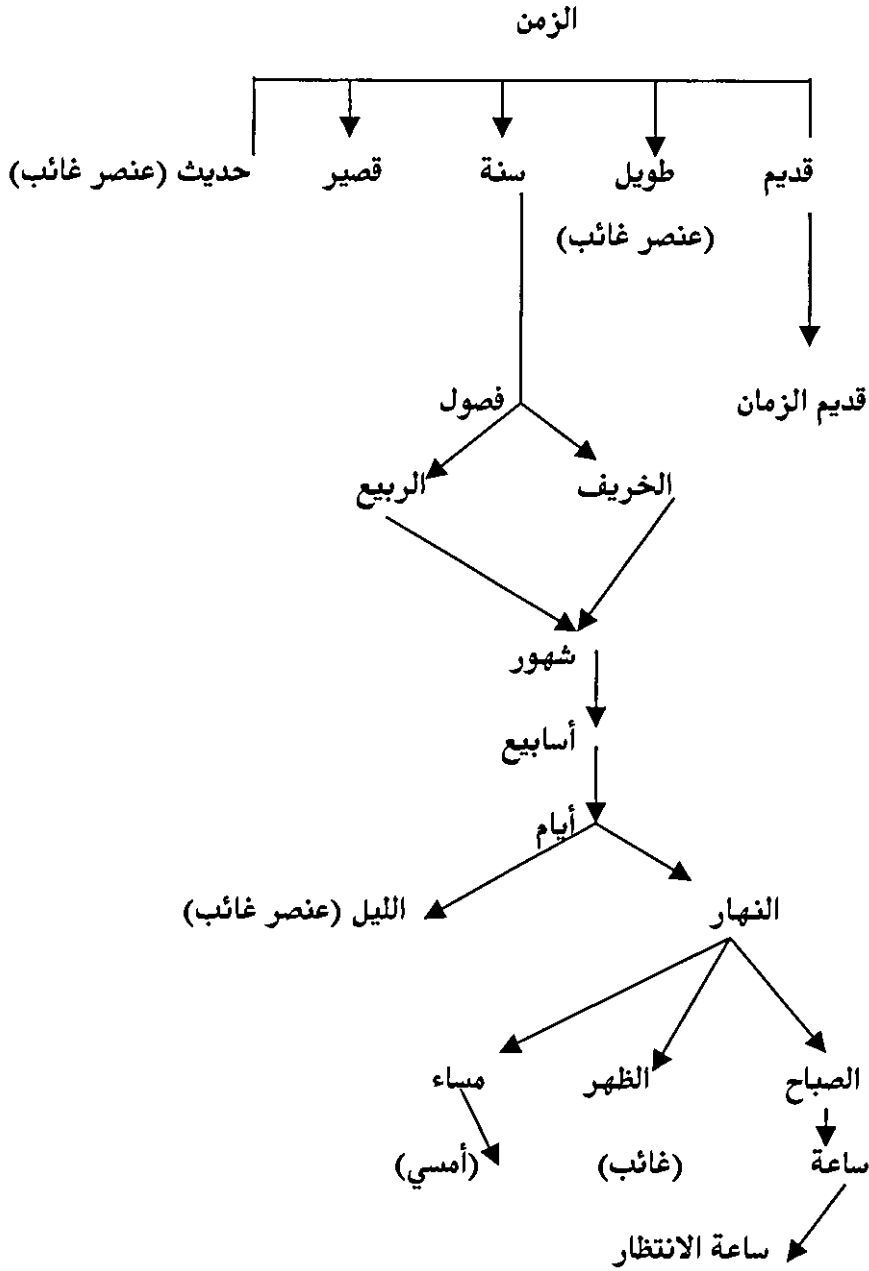 الزمن
قديم طويل سنة قصير حديث (عنصر غائب)
(عنصر غائب)
قديم الزمان فصول
الخريف الربيع
شهور
أسابيع
أيام
النهار الليل (عنصر غائب)
الصباح الظهر مساء
ساعة (غائب) (أمسي)
ساعة الانتظار